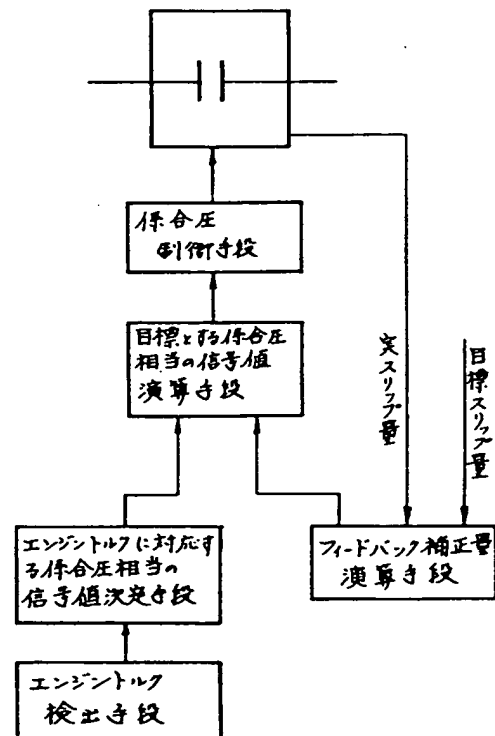 係合圧
制御手段
目標とする係合圧
相当の信号値
演算手段
実スリップ量
目標スリップ量
エンジントルクに対応す
る係合圧相当の
信号値決定手段
フィードバック補正量
演算手段
エンジントルク
検出手段